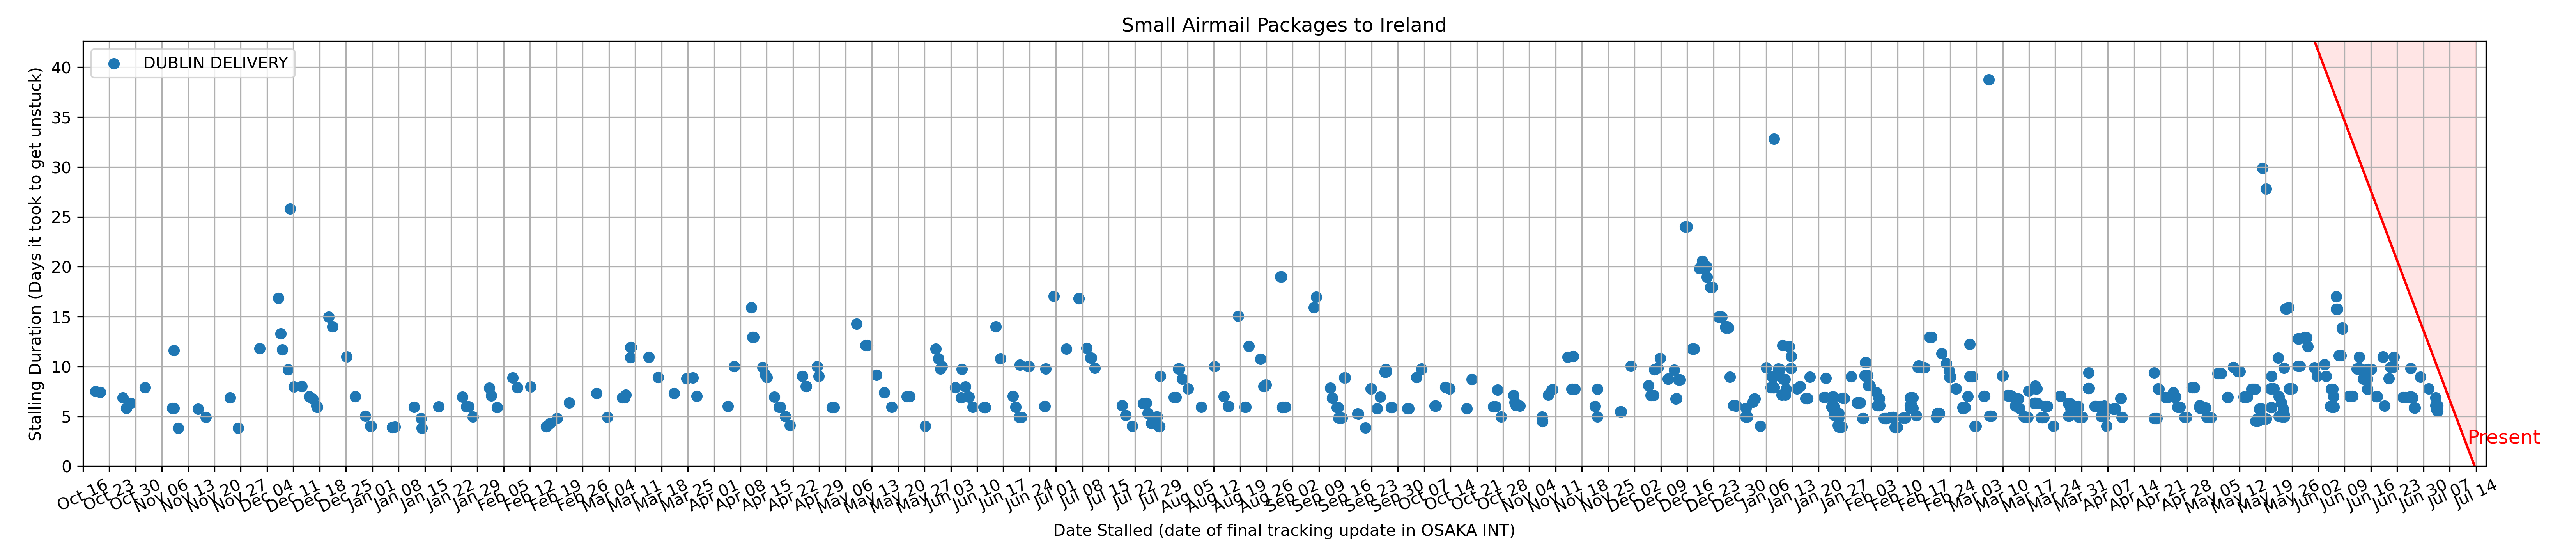 Small Airmail Packages to Ireland
DUBLIN DELIVERY
Stalling Duration (Days it took to get unstuck)
40
35
30
25
20
15
10
5
0
Present
Oct 16
Oct 23
Oct 30
Nov 06
Nov 13
Nov 20
Nov 27
Dec 04
Dec 11
Dec 18
Dec 25
Jan 01
Jan 08
Jan 15
Jan 22
Jan 29
Feb 05
Feb 12
Feb 19
Feb 26
Mar 04
Mar 11
Mar 18
Mar 25
Apr 01
Apr 08
Apr 15
Apr 22
Apr 29
May 06
May 13
May 20
May 27
Jun 03
Jun 10
Jun 17
Jun 24
Jul 01
Jul 08
Jul 15
Jul 22
Jul 29
Aug 05
Aug 12
Aug 19
Aug 26
Sep 02
Sep 09
Sep 16
Sep 23
Sep 30
Oct 07
Oct 14
Oct 21
Oct 28
Nov 04
Nov 11
Nov 18
Nov 25
Dec 02
Dec 09
Dec 16
Dec 23
Dec 30
Jan 06
Jan 13
Jan 20
Jan 27
Feb 03
Feb 10
Feb 17
Feb 24
Mar 03
Mar 10
Mar 17
Mar 24
Mar 31
Apr 07
Apr 14
Apr 21
Apr 28
May 05
May 12
May 19
May 26
Jun 02
Jun 09
Jun 16
Jun 23
Jun 30
Jul 07
Jul 14
Date Stalled (date of final tracking update in OSAKA INT)